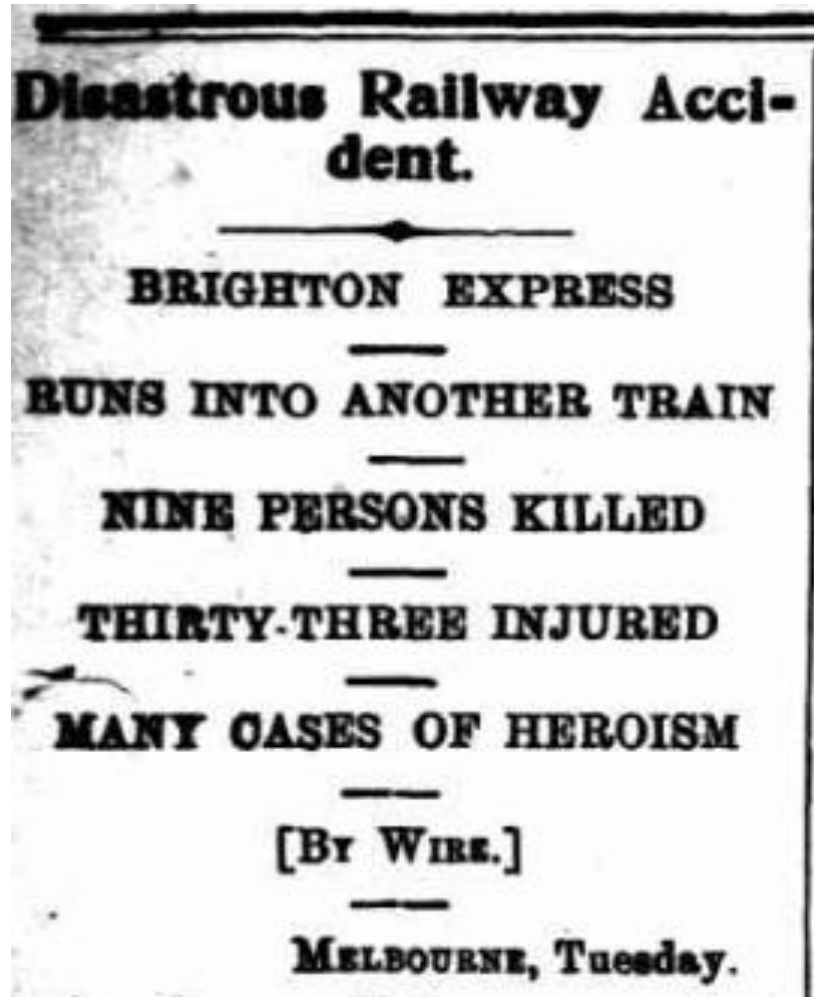 Disastrous Railway Acci-
dent.
BRIGHTON EXPRESS
RUNS INTO ANOTHER TRAIN
NINE PERSONS KILLED
THIRTY-THREE INJURED
MANY CASES OF HEROISM
[BY WIRE.]
MELBOURNE, Tuesday.